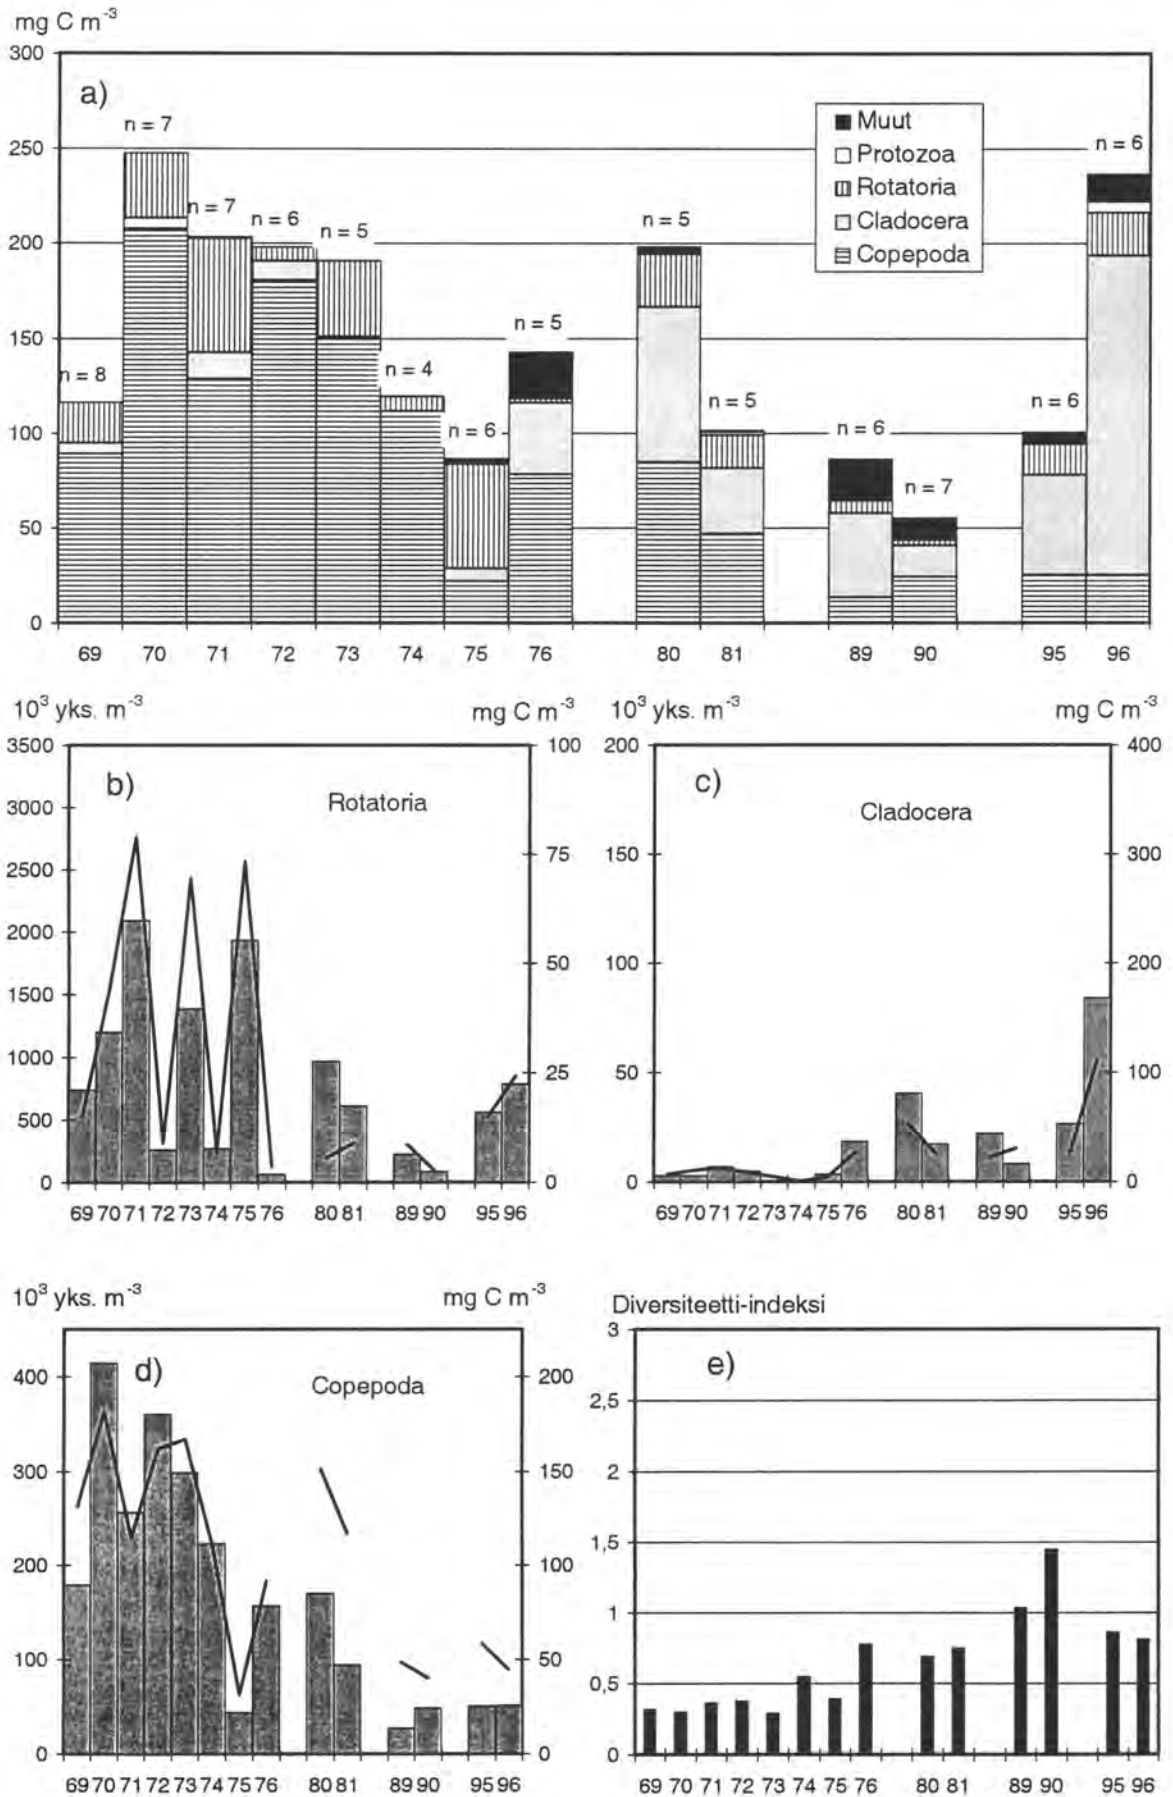 mg C m⁻³
300
a)
n = 7
250
n = 7
n = 6
n = 5
200
150
n = 8
n = 4
n = 6
n = 5
100
50
0
n = 5
n = 5
n = 6
n = 7
n = 6
n = 6
Muut
Protozoa
Rotatoria
Cladocera
Copepoda
69 70 71 72 73 74 75 76 80 81 89 90 95 96
10³ yks. m⁻³ mg C m⁻³
b)
Rotatoria
3500
3000
2500
2000
1500
1000
500
0
100
75
50
25
0
69 70 71 72 73 74 75 76 80 81 89 90 95 96
10³ yks. m⁻³ mg C m⁻³
c)
Cladocera
200
150
100
50
0
400
300
200
100
0
69 70 71 72 73 74 75 76 80 81 89 90 95 96
10³ yks. m⁻³ mg C m⁻³
d)
Copepoda
400
300
200
100
0
200
150
100
50
0
69 70 71 72 73 74 75 76 80 81 89 90 95 96
Diversiteetti-indeksi
e)
3
2,5
2
1,5
1
0,5
0
69 70 71 72 73 74 75 76 80 81 89 90 95 96